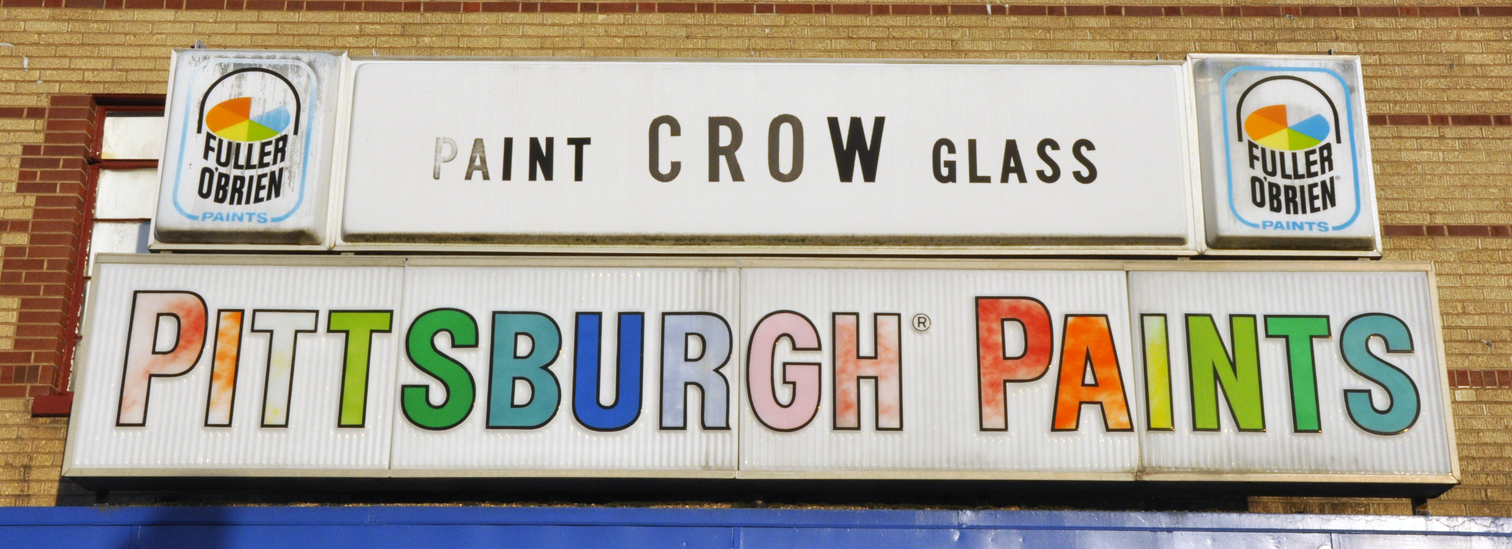 FULLER
O'BRIEN
PAINTS
PAINT CROW GLASS
FULLER
O'BRIEN®
PAINTS
PITTSBURGH® PAINTS